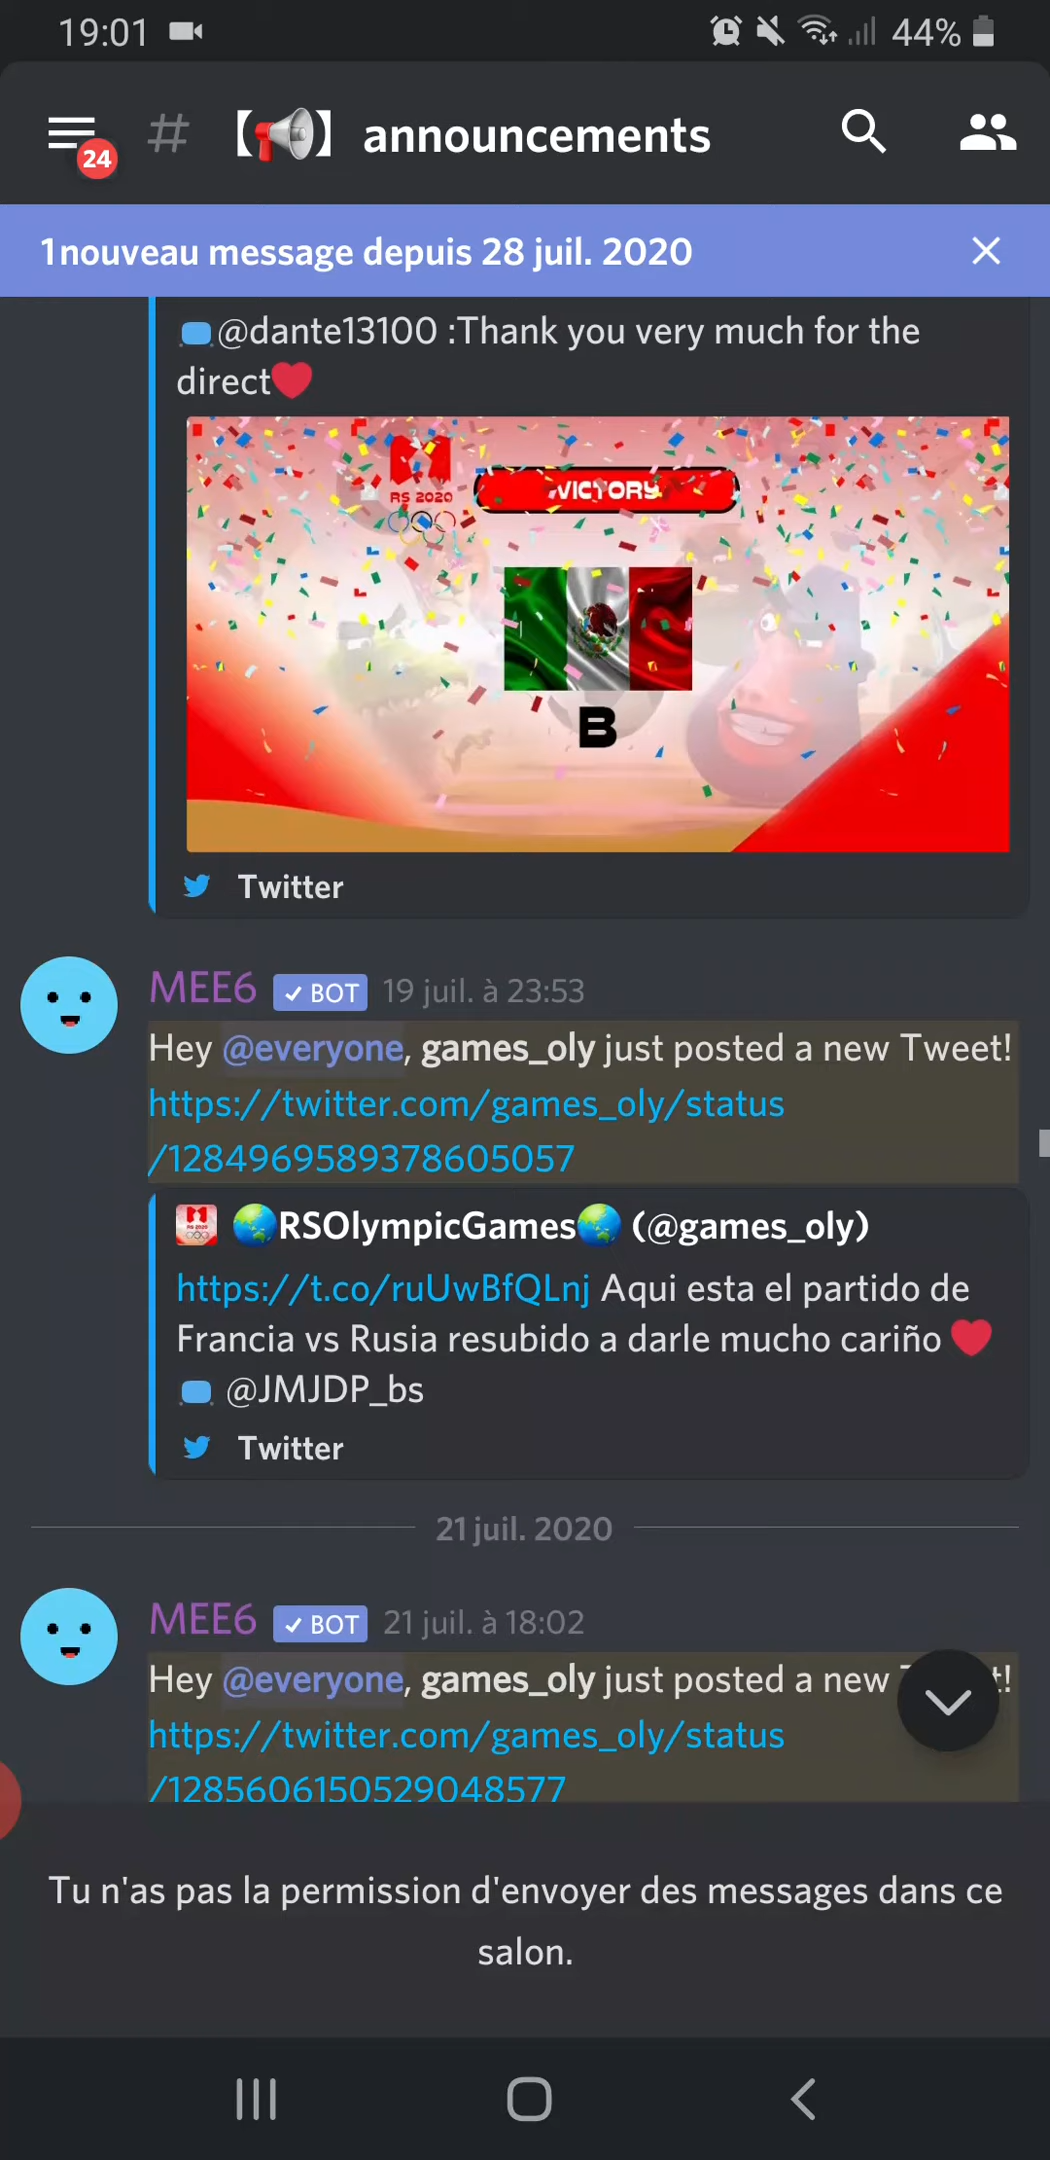 19:01 44%
24 # 【📢】 announcements
1 nouveau message depuis 28 juil. 2020
@dante13100 :Thank you very much for the
direct❤️
RS 2020
VICTORY
B
Twitter
MEE6 ✓ BOT 19 juil. à 23:53
Hey @everyone, games_oly just posted a new Tweet!
https://twitter.com/games_oly/status
/1284969589378605057
RS 2020 🌏RSOlympicGames🌏 (@games_oly)
https://t.co/ruUwBfQLnj Aqui esta el partido de
Francia vs Rusia resubido a darle mucho cariño ❤️
@JMJDP_bs
Twitter
21 juil. 2020
MEE6 ✓ BOT 21 juil. à 18:02
Hey @everyone, games_oly just posted a new T t!
https://twitter.com/games_oly/status
/1285606150529048577
Tu n'as pas la permission d'envoyer des messages dans ce
salon.